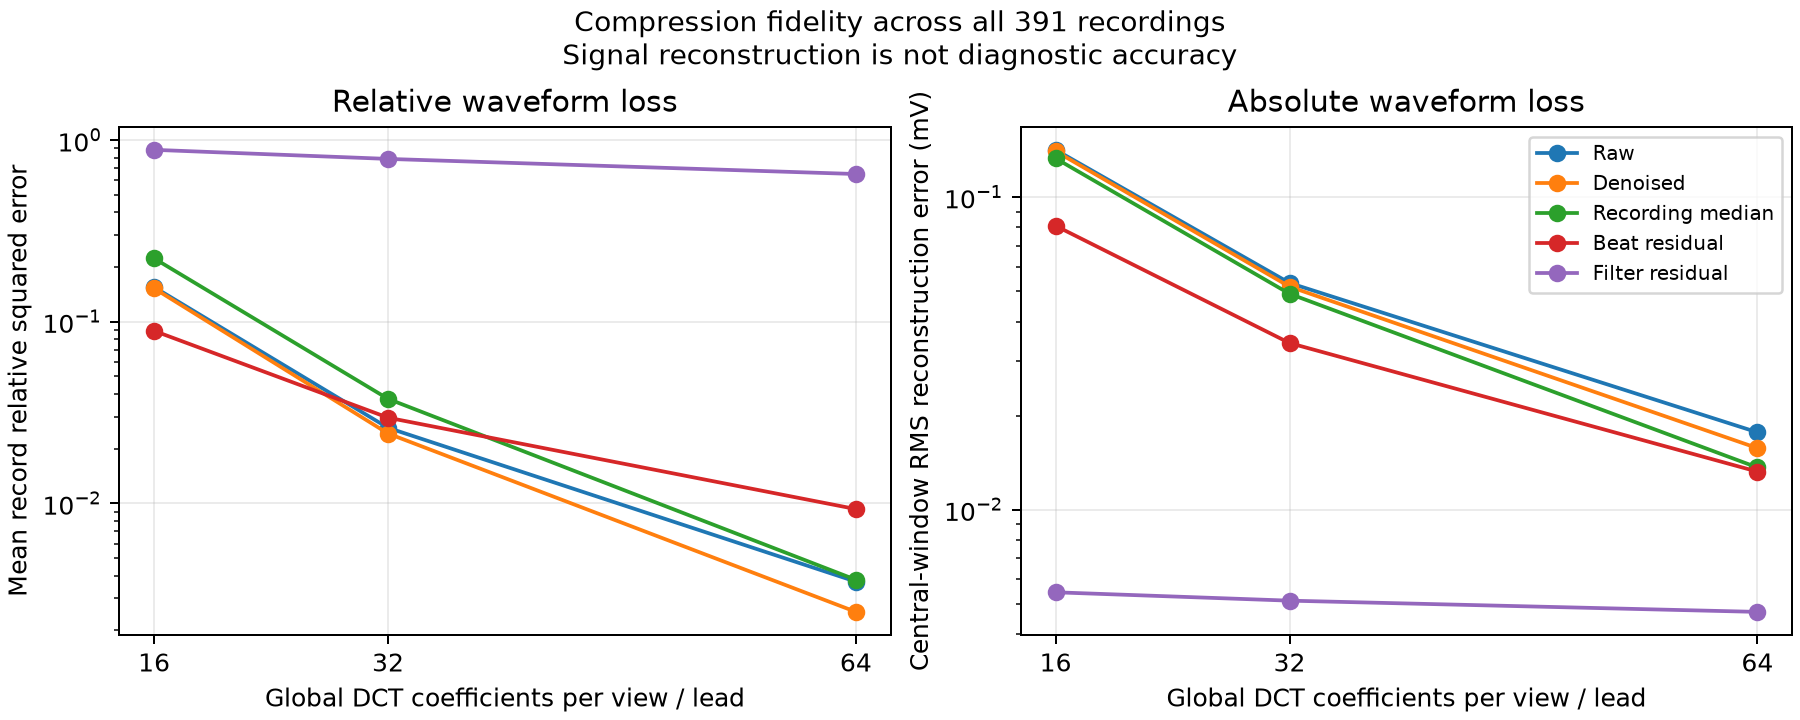 Compression fidelity across all 391 recordings
Signal reconstruction is not diagnostic accuracy
Relative waveform loss
Mean record relative squared error
10⁰
10⁻¹
10⁻²
16
32
64
Global DCT coefficients per view / lead
Absolute waveform loss
Central-window RMS reconstruction error (mV)
10⁻¹
10⁻²
Raw
Denoised
Recording median
Beat residual
Filter residual
16
32
64
Global DCT coefficients per view / lead